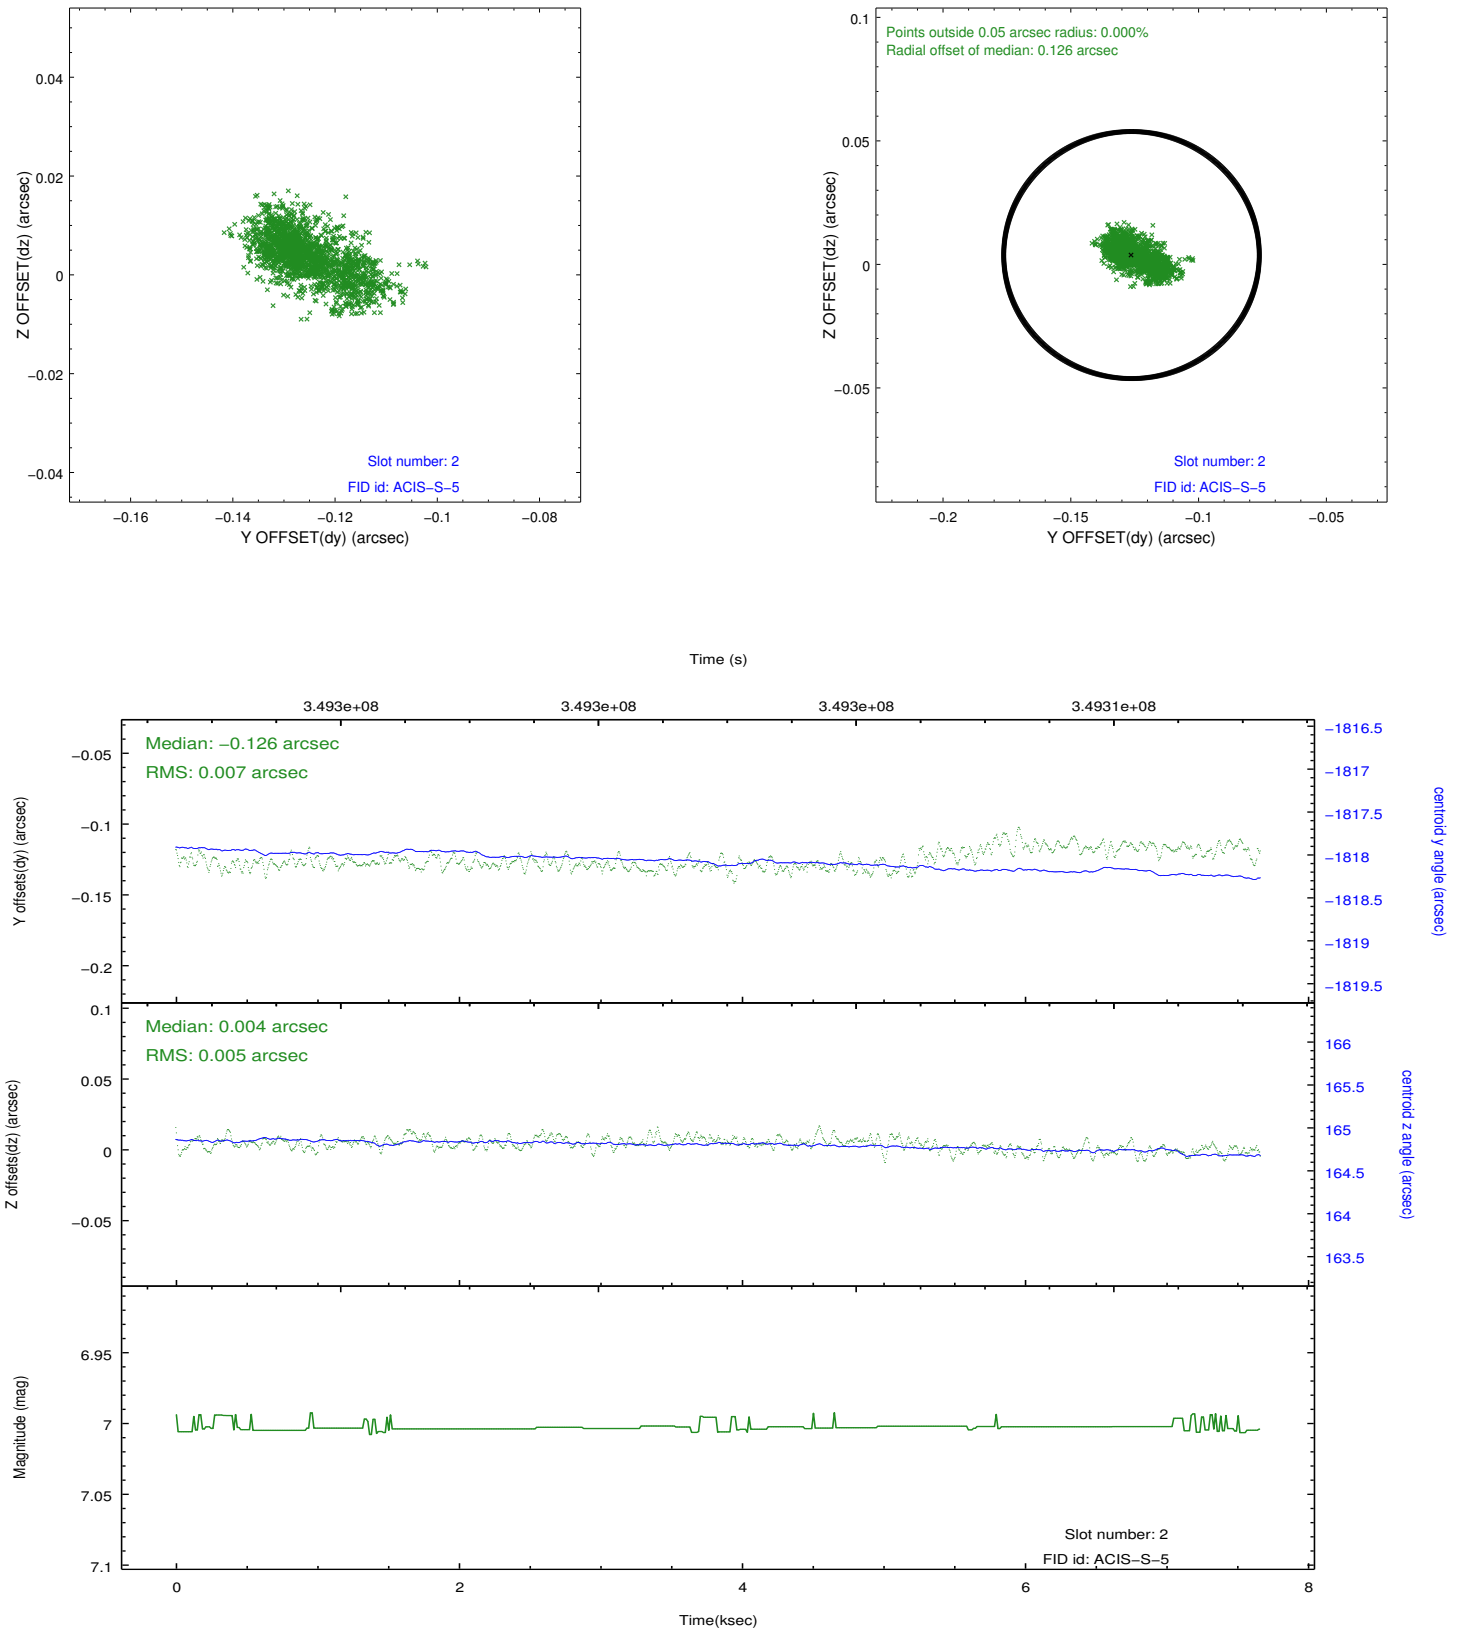 0.04
0.02
0
−0.02
−0.04
Z OFFSET(dz) (arcsec)
Slot number: 2
FID id: ACIS−S−5
−0.16 −0.14 −0.12 −0.1 −0.08
Y OFFSET(dy) (arcsec)
Points outside 0.05 arcsec radius: 0.000%
Radial offset of median: 0.126 arcsec
0.1
0.05
0
−0.05
Z OFFSET(dz) (arcsec)
Slot number: 2
FID id: ACIS−S−5
−0.2 −0.15 −0.1 −0.05
Y OFFSET(dy) (arcsec)
Time (s)
3.493e+08 3.493e+08 3.493e+08 3.4931e+08
Median: −0.126 arcsec
RMS: 0.007 arcsec
−0.05
−0.1
−0.15
−0.2
Y offsets(dy) (arcsec)
−1816.5
−1817
−1817.5
−1818
−1818.5
−1819
−1819.5
centroid y angle (arcsec)
Median: 0.004 arcsec
RMS: 0.005 arcsec
0.1
0.05
0
−0.05
Z offsets(dz) (arcsec)
166
165.5
165
164.5
164
163.5
centroid z angle (arcsec)
6.95
7
7.05
7.1
Magnitude (mag)
Slot number: 2
FID id: ACIS−S−5
0 2 4 6 8
Time(ksec)